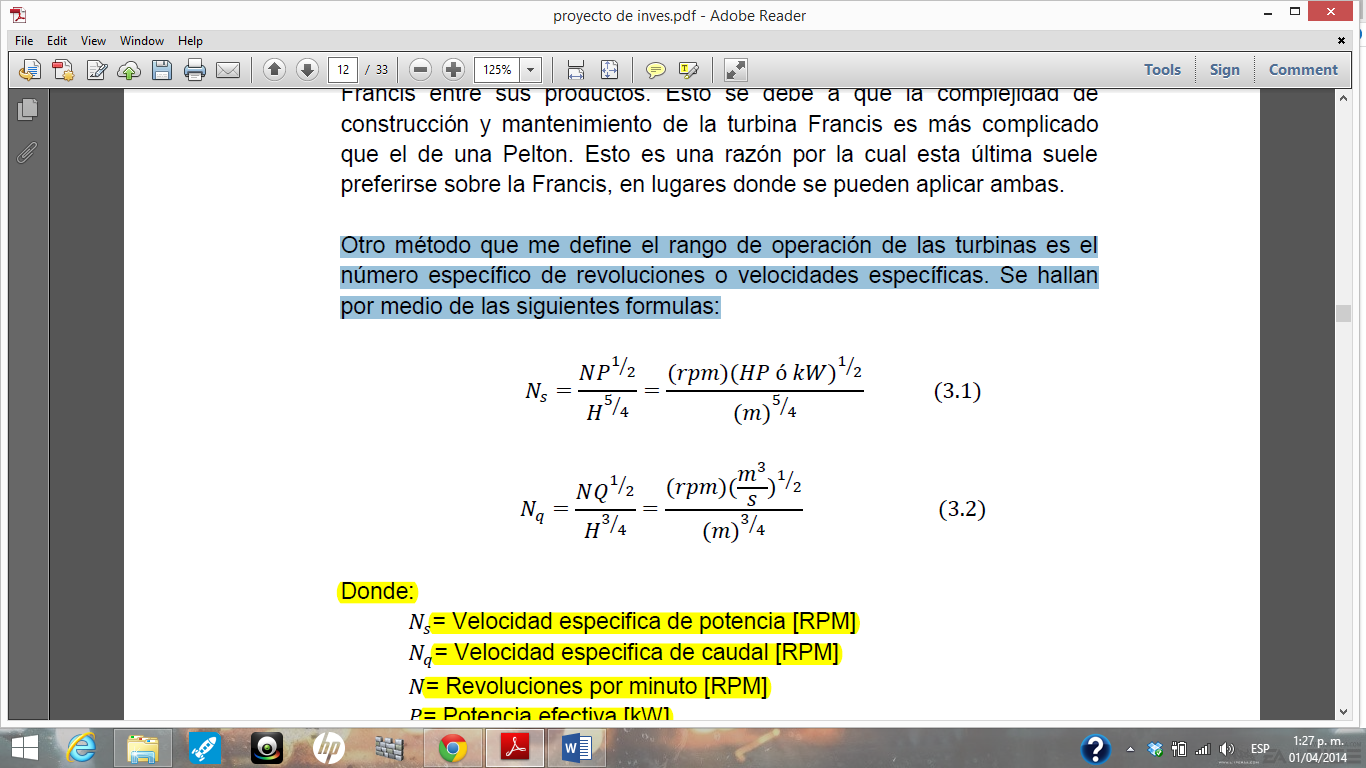 proyecto de inves.pdf - Adobe Reader
File Edit View Window Help
12 / 33 125% Tools Sign Comment
Francis entre sus productos. Esto se debe a que la complejidad de
construcción y mantenimiento de la turbina Francis es más complicado
que el de una Pelton. Esto es una razón por la cual esta última suele
preferirse sobre la Francis, en lugares donde se pueden aplicar ambas.
Otro método que me define el rango de operación de las turbinas es el
número específico de revoluciones o velocidades específicas. Se hallan
por medio de las siguientes formulas:
N_s = NP^{1/2} / H^{5/4} = (rpm)(HP ó kW)^{1/2} / (m)^{5/4} (3.1)
N_q = NQ^{1/2} / H^{3/4} = (rpm)(m^3/s)^{1/2} / (m)^{3/4} (3.2)
Donde:
N_s= Velocidad especifica de potencia [RPM]
N_q= Velocidad especifica de caudal [RPM]
N= Revoluciones por minuto [RPM]
P= Potencia efectiva [kW]
hp
ESP
1:27 p. m.
01/04/2014